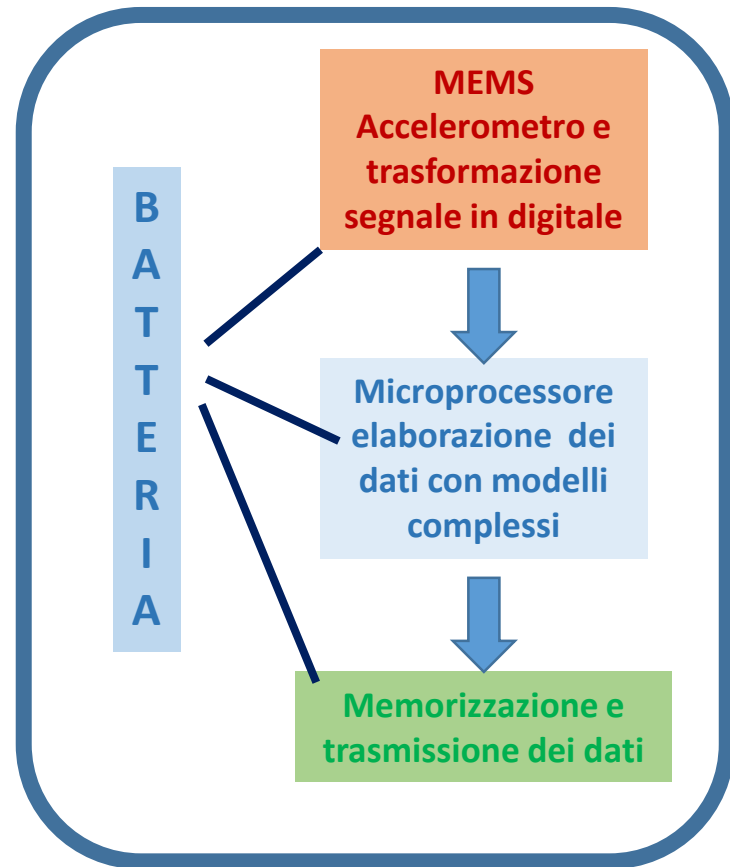 MEMS
Accelerometro e
trasformazione
segnale in digitale
B
A
T
T
E
R
I
A
Microprocessore
elaborazione dei
dati con modelli
complessi
Memorizzazione e
trasmissione dei dati